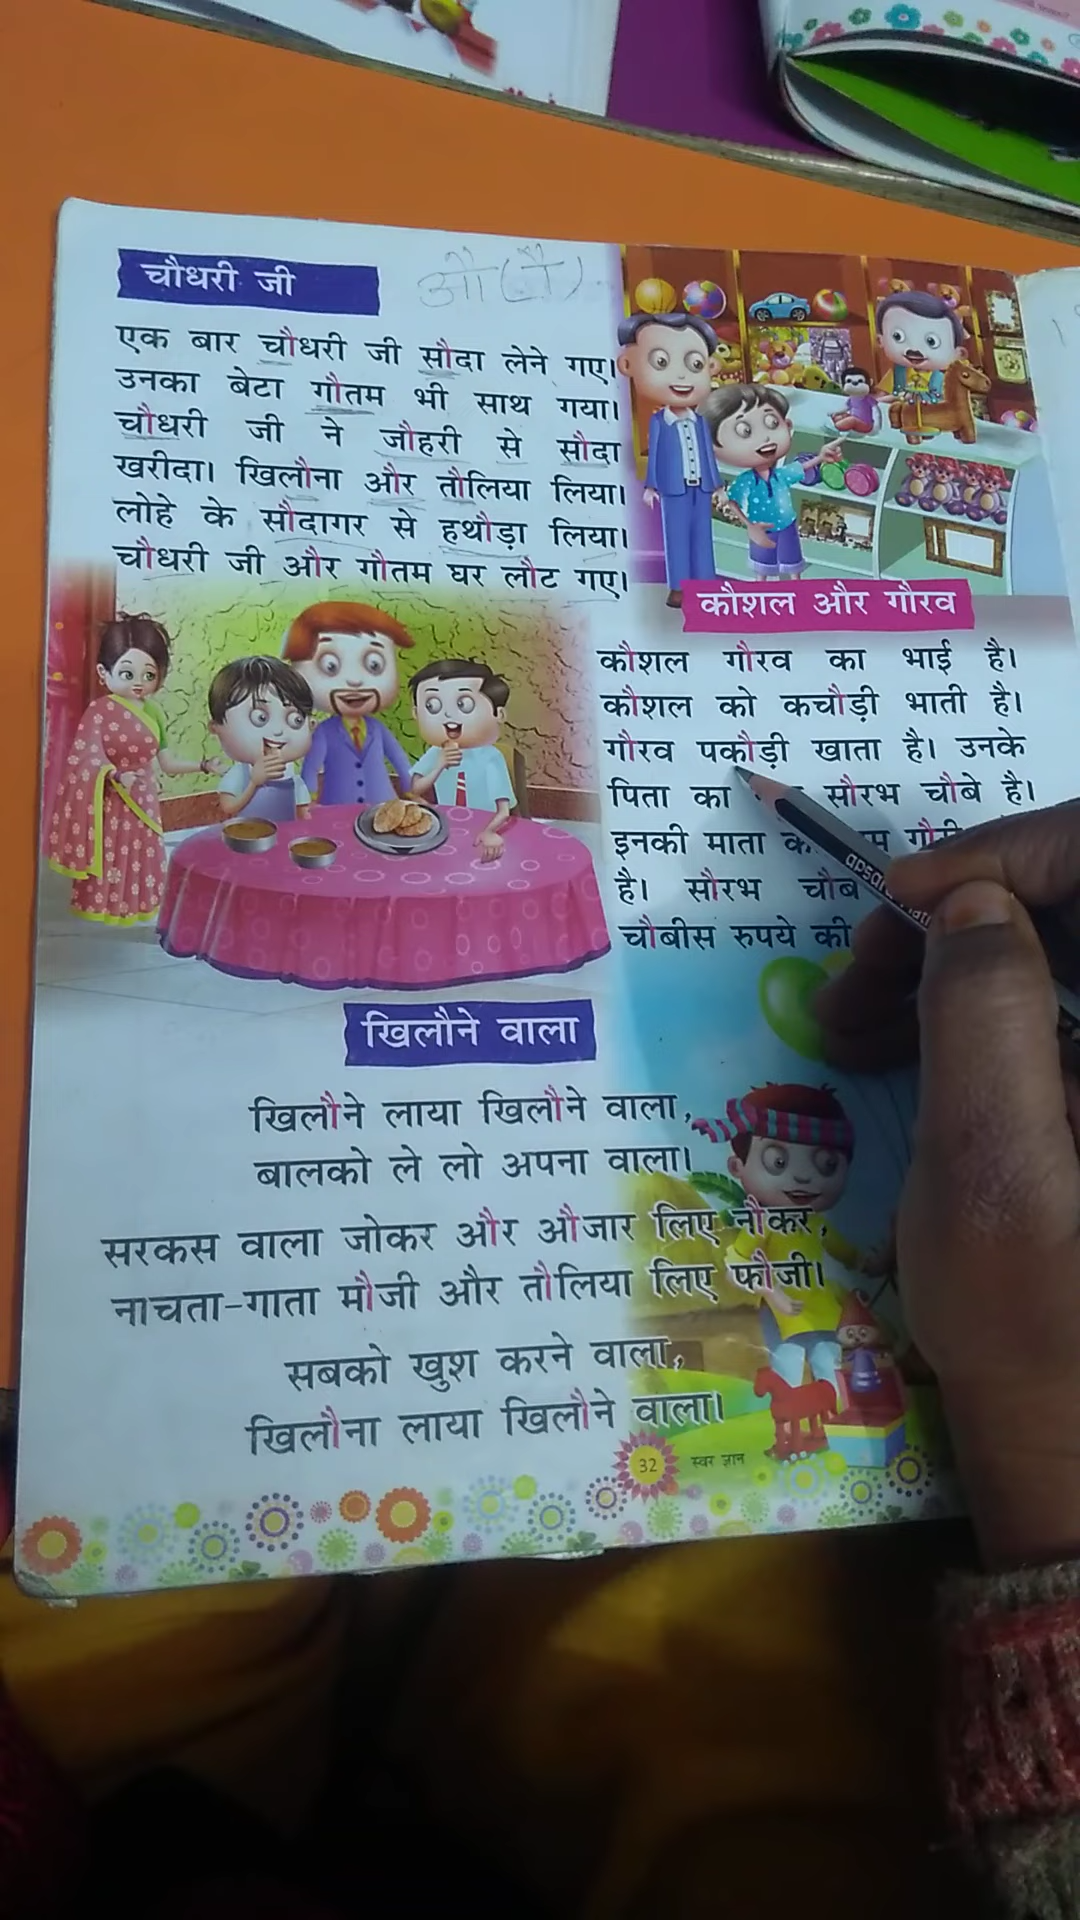 चौधरी जी
औ(ौ)
एक बार चौधरी जी सौदा लेने गए।
उनका बेटा गौतम भी साथ गया।
चौधरी जी ने जौहरी से सौदा
खरीदा। खिलौना और तौलिया लिया।
लोहे के सौदागर से हथौड़ा लिया।
चौधरी जी और गौतम घर लौट गए।
कौशल और गौरव
कौशल गौरव का भाई है।
कौशल को कचौड़ी भाती है।
गौरव पकौड़ी खाता है। उनके
पिता का सौरभ चौबे है।
इनकी माता
है। सौरभ
चौबीस रुपये की
खिलौने वाला
खिलौने लाया खिलौने वाला,
बालको ले लो अपना वाला।
सरकस वाला जोकर और औजार लिए नौकर,
नाचता-गाता मौजी और तौलिया लिए फौजी।
सबको खुश करने वाला,
खिलौना लाया खिलौने वाला।
32 स्वर ज्ञान
apsara